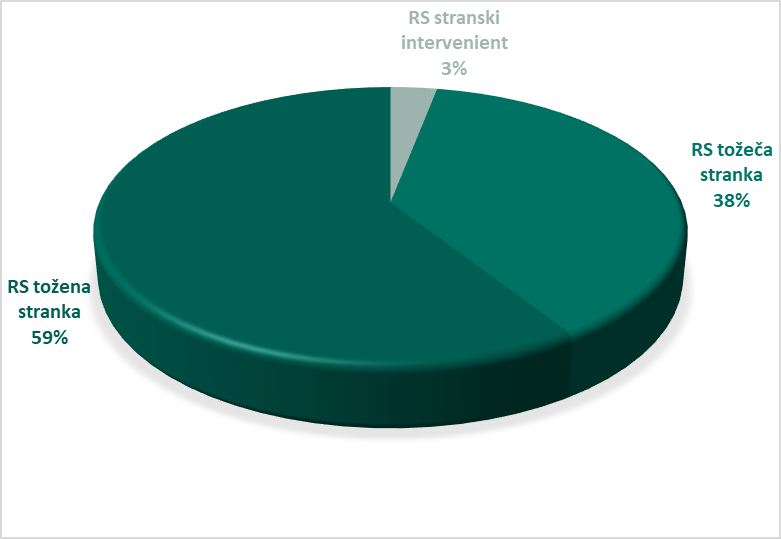 RS stranski
intervenient
3%
RS tožeča
stranka
38%
RS tožena
stranka
59%